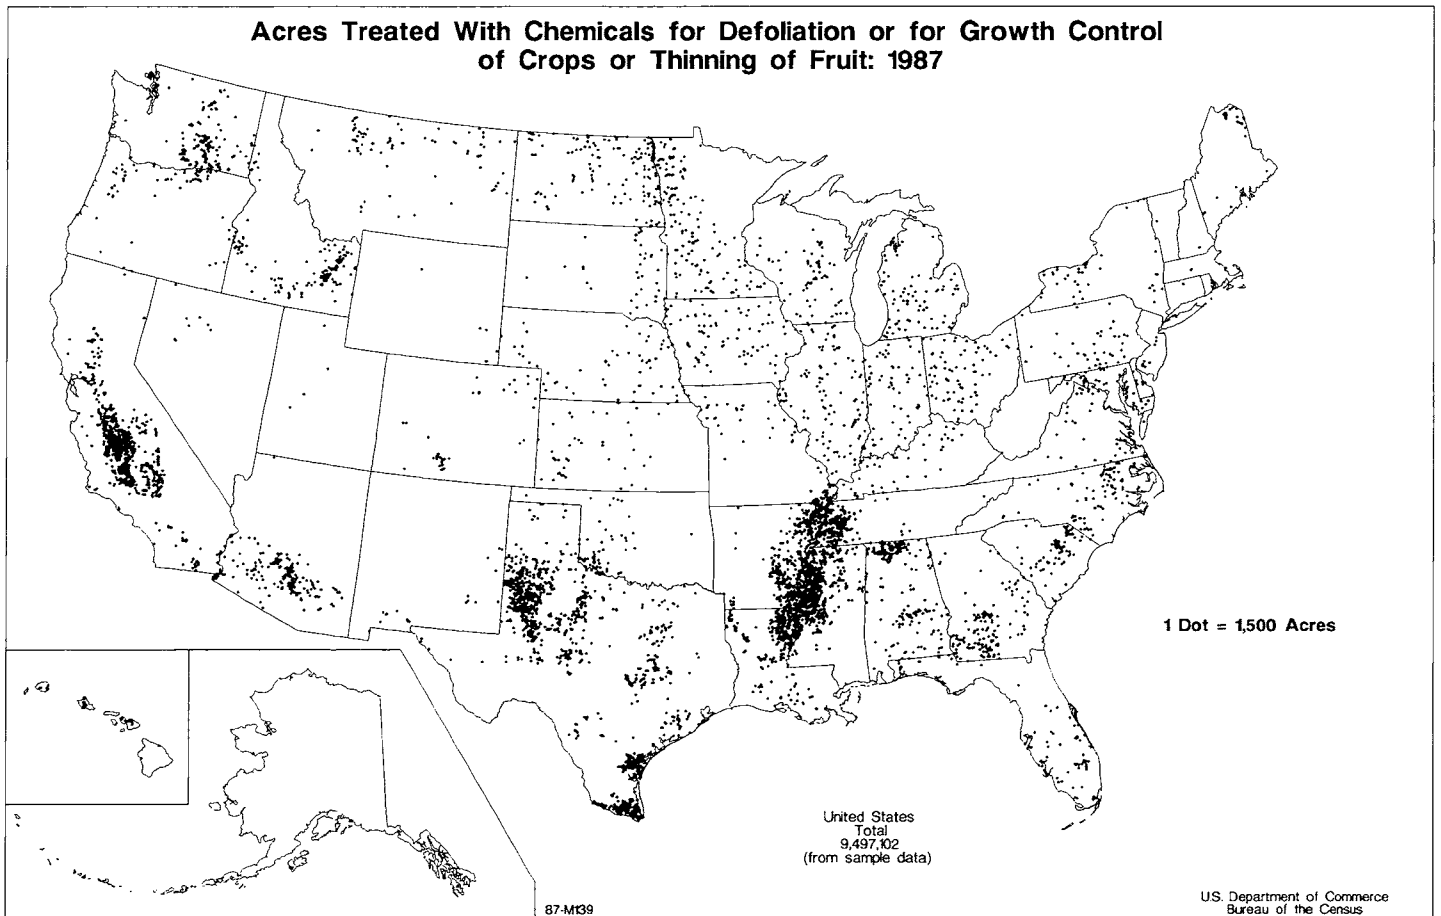 Acres Treated With Chemicals for Defoliation or for Growth Control
of Crops or Thinning of Fruit: 1987
1 Dot = 1,500 Acres
United States
Total
9,497,102
(from sample data)
87-M139
U.S. Department of Commerce
Bureau of the Census